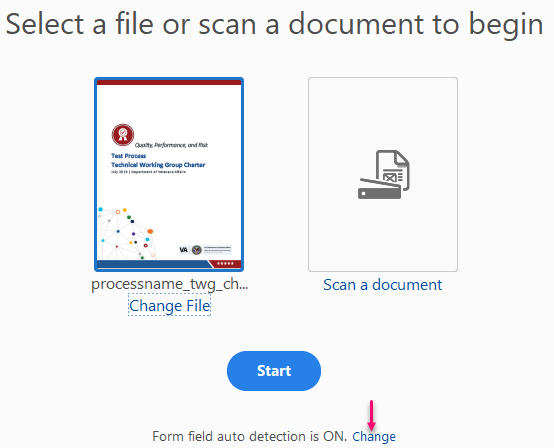 Select a file or scan a document to begin
Quality, Performance, and Risk
Test Process
Technical Working Group Charter
July 2019 | Department of Veterans Affairs
VA
processname_twg_ch...
Change File
Scan a document
Start
Form field auto detection is ON. Change